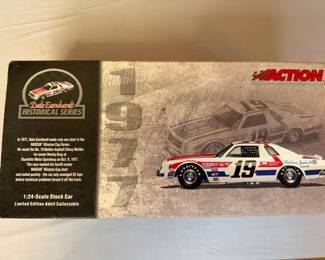 Dale Earnhardt
HISTORICAL SERIES
1977
ACTION
In 1977, Dale Earnhardt made only one start in the
NASCAR Winston Cup Series.
He raced the No. 19 Belden Asphalt Chevy Malibu
for owner Henley Gray at
Charlotte Motor Speedway on Oct. 9, 1977.
The race marked his fourth career
NASCAR Winston Cup start
and ended quickly - the car only managed 25 laps
before technical problems forced it off the track.
19
19
1:24-Scale Stock Car
Limited Edition Adult Collectable